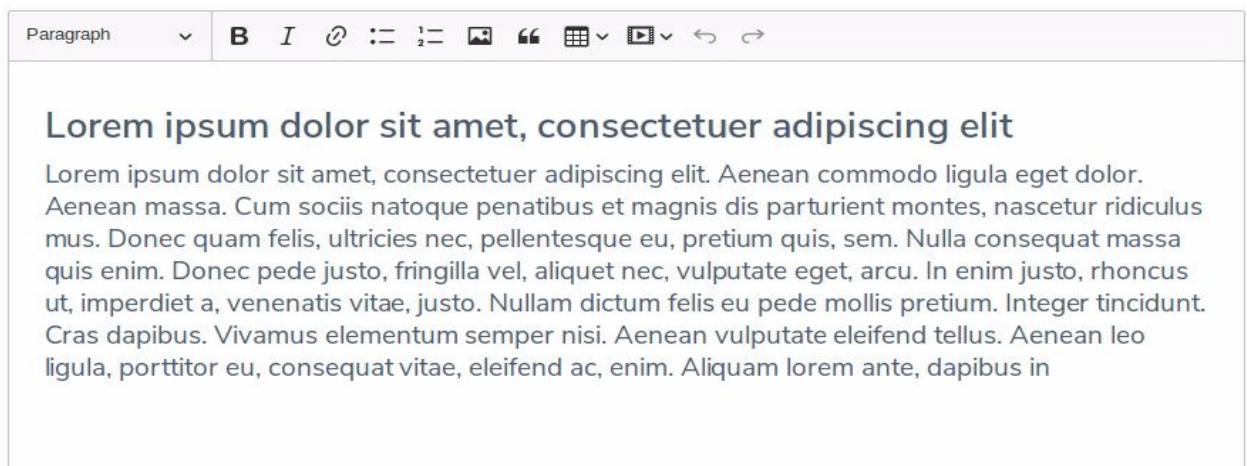 Paragraph
Lorem ipsum dolor sit amet, consectetuer adipiscing elit
Lorem ipsum dolor sit amet, consectetuer adipiscing elit. Aenean commodo ligula eget dolor.
Aenean massa. Cum sociis natoque penatibus et magnis dis parturient montes, nascetur ridiculus
mus. Donec quam felis, ultricies nec, pellentesque eu, pretium quis, sem. Nulla consequat massa
quis enim. Donec pede justo, fringilla vel, aliquet nec, vulputate eget, arcu. In enim justo, rhoncus
ut, imperdiet a, venenatis vitae, justo. Nullam dictum felis eu pede mollis pretium. Integer tincidunt.
Cras dapibus. Vivamus elementum semper nisi. Aenean vulputate eleifend tellus. Aenean leo
ligula, porttitor eu, consequat vitae, eleifend ac, enim. Aliquam lorem ante, dapibus in